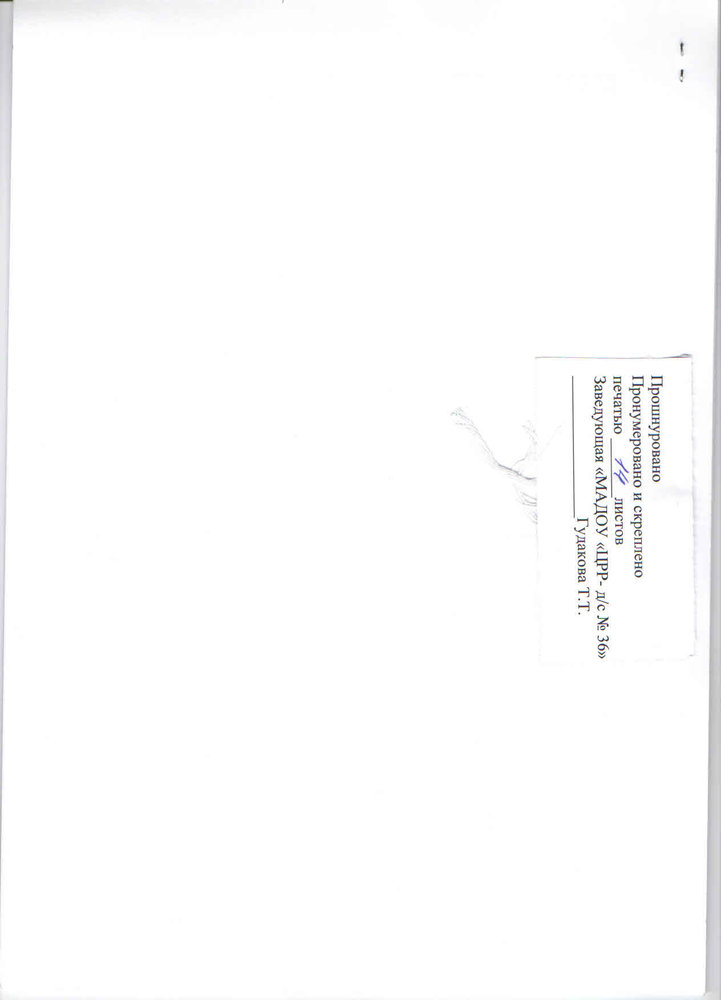 Прошнуровано
Пронумеровано и скреплено
печатью 14 листов
Заведующая «МАДОУ «ЦРР- д/с № 36»
Гудакова Т.Т.